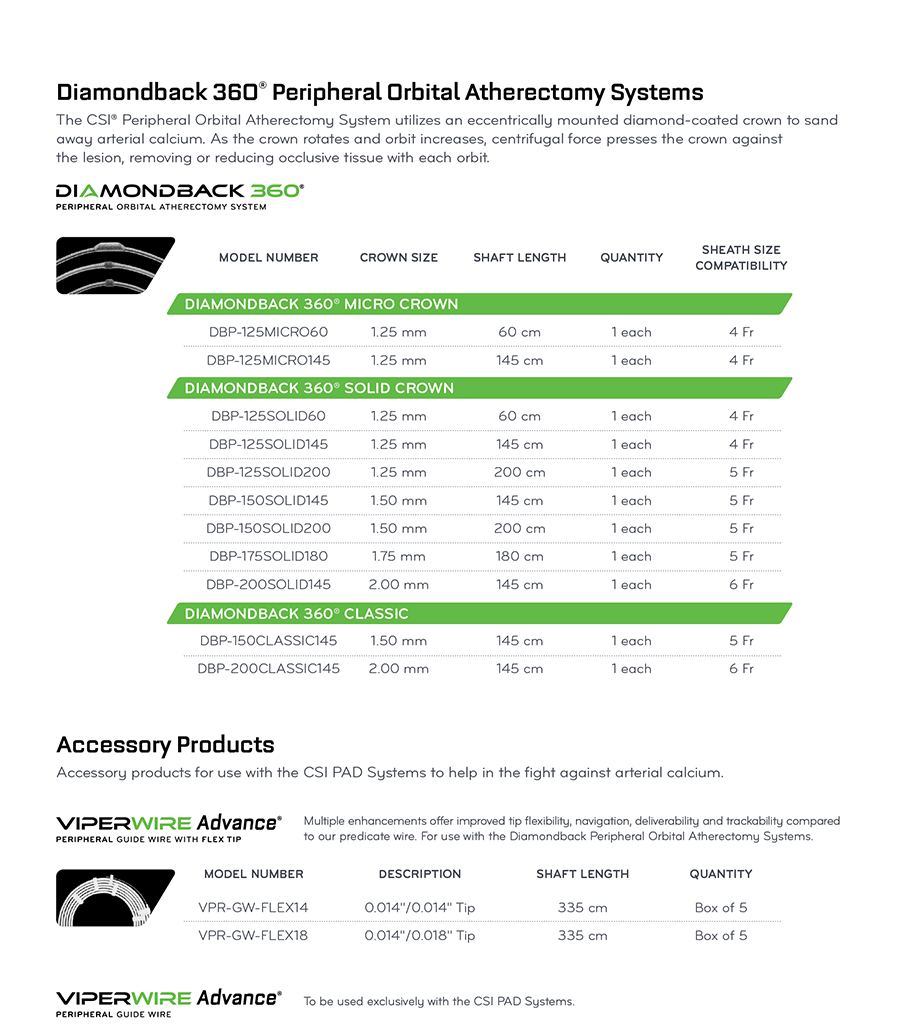 Diamondback 360® Peripheral Orbital Atherectomy Systems
The CSI® Peripheral Orbital Atherectomy System utilizes an eccentrically mounted diamond-coated crown to sand
away arterial calcium. As the crown rotates and orbit increases, centrifugal force presses the crown against
the lesion, removing or reducing occlusive tissue with each orbit.
DIAMONDBACK 360®
PERIPHERAL ORBITAL ATHERECTOMY SYSTEM
MODEL NUMBER CROWN SIZE SHAFT LENGTH QUANTITY SHEATH SIZE COMPATIBILITY
DIAMONDBACK 360® MICRO CROWN
DBP-125MICRO60 1.25 mm 60 cm 1 each 4 Fr
DBP-125MICRO145 1.25 mm 145 cm 1 each 4 Fr
DIAMONDBACK 360® SOLID CROWN
DBP-125SOLID60 1.25 mm 60 cm 1 each 4 Fr
DBP-125SOLID145 1.25 mm 145 cm 1 each 4 Fr
DBP-125SOLID200 1.25 mm 200 cm 1 each 5 Fr
DBP-150SOLID145 1.50 mm 145 cm 1 each 5 Fr
DBP-150SOLID200 1.50 mm 200 cm 1 each 5 Fr
DBP-175SOLID180 1.75 mm 180 cm 1 each 5 Fr
DBP-200SOLID145 2.00 mm 145 cm 1 each 6 Fr
DIAMONDBACK 360® CLASSIC
DBP-150CLASSIC145 1.50 mm 145 cm 1 each 5 Fr
DBP-200CLASSIC145 2.00 mm 145 cm 1 each 6 Fr
Accessory Products
Accessory products for use with the CSI PAD Systems to help in the fight against arterial calcium.
VIPERWIRE Advance®
PERIPHERAL GUIDE WIRE WITH FLEX TIP
Multiple enhancements offer improved tip flexibility, navigation, deliverability and trackability compared
to our predicate wire. For use with the Diamondback Peripheral Orbital Atherectomy Systems.
MODEL NUMBER DESCRIPTION SHAFT LENGTH QUANTITY
VPR-GW-FLEX14 0.014"/0.014" Tip 335 cm Box of 5
VPR-GW-FLEX18 0.014"/0.018" Tip 335 cm Box of 5
VIPERWIRE Advance®
PERIPHERAL GUIDE WIRE
To be used exclusively with the CSI PAD Systems.